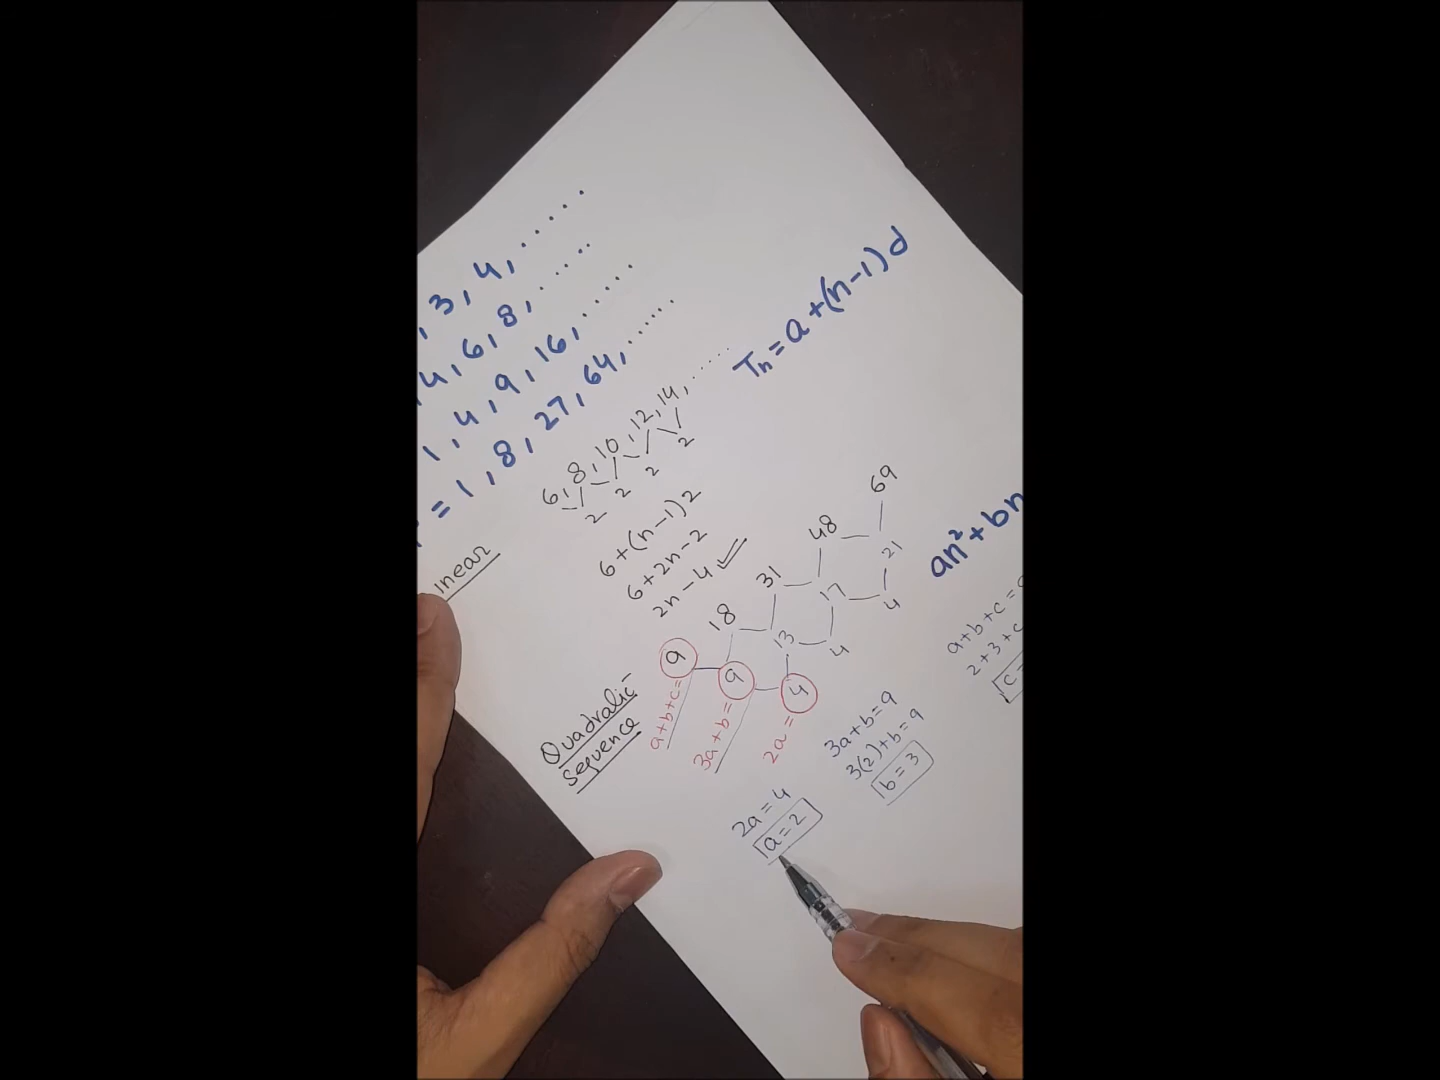 , 3, 4, .....
4, 6, 8, ....
1, 4, 9, 16, .....
= 1, 8, 27, 64, .....
Tn = a + (n-1)d
6, 8, 10, 12, 14, .....
2 2 2 2
inear
6+(n-1)2
6+2n-2
2n-4 ✓
Quadratic
Sequence
9 18 31 48 69
9 13 17 21
4 4 4
a+b+c=
3a+b=
2a=
2a=4
a=2
3a+b=9
3(2)+b=9
b=3
an²+bn
a+b+c=
2+3+c
c=